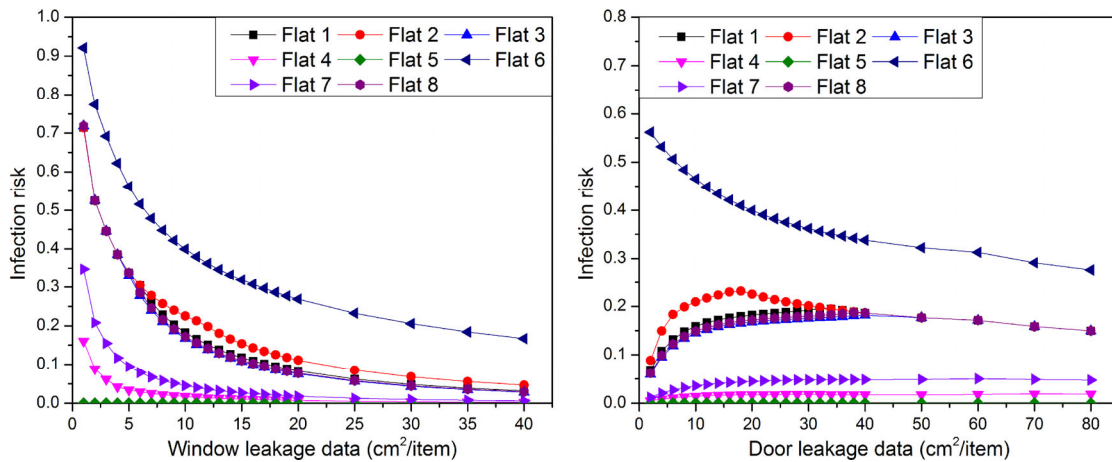 Flat 1 Flat 2 Flat 3
Flat 4 Flat 5 Flat 6
Flat 7 Flat 8
Infection risk
1.0
0.9
0.8
0.7
0.6
0.5
0.4
0.3
0.2
0.1
0.0
0 5 10 15 20 25 30 35 40
Window leakage data (cm²/item)
Flat 1 Flat 2 Flat 3
Flat 4 Flat 5 Flat 6
Flat 7 Flat 8
Infection risk
0.8
0.7
0.6
0.5
0.4
0.3
0.2
0.1
0.0
0 10 20 30 40 50 60 70 80
Door leakage data (cm²/item)